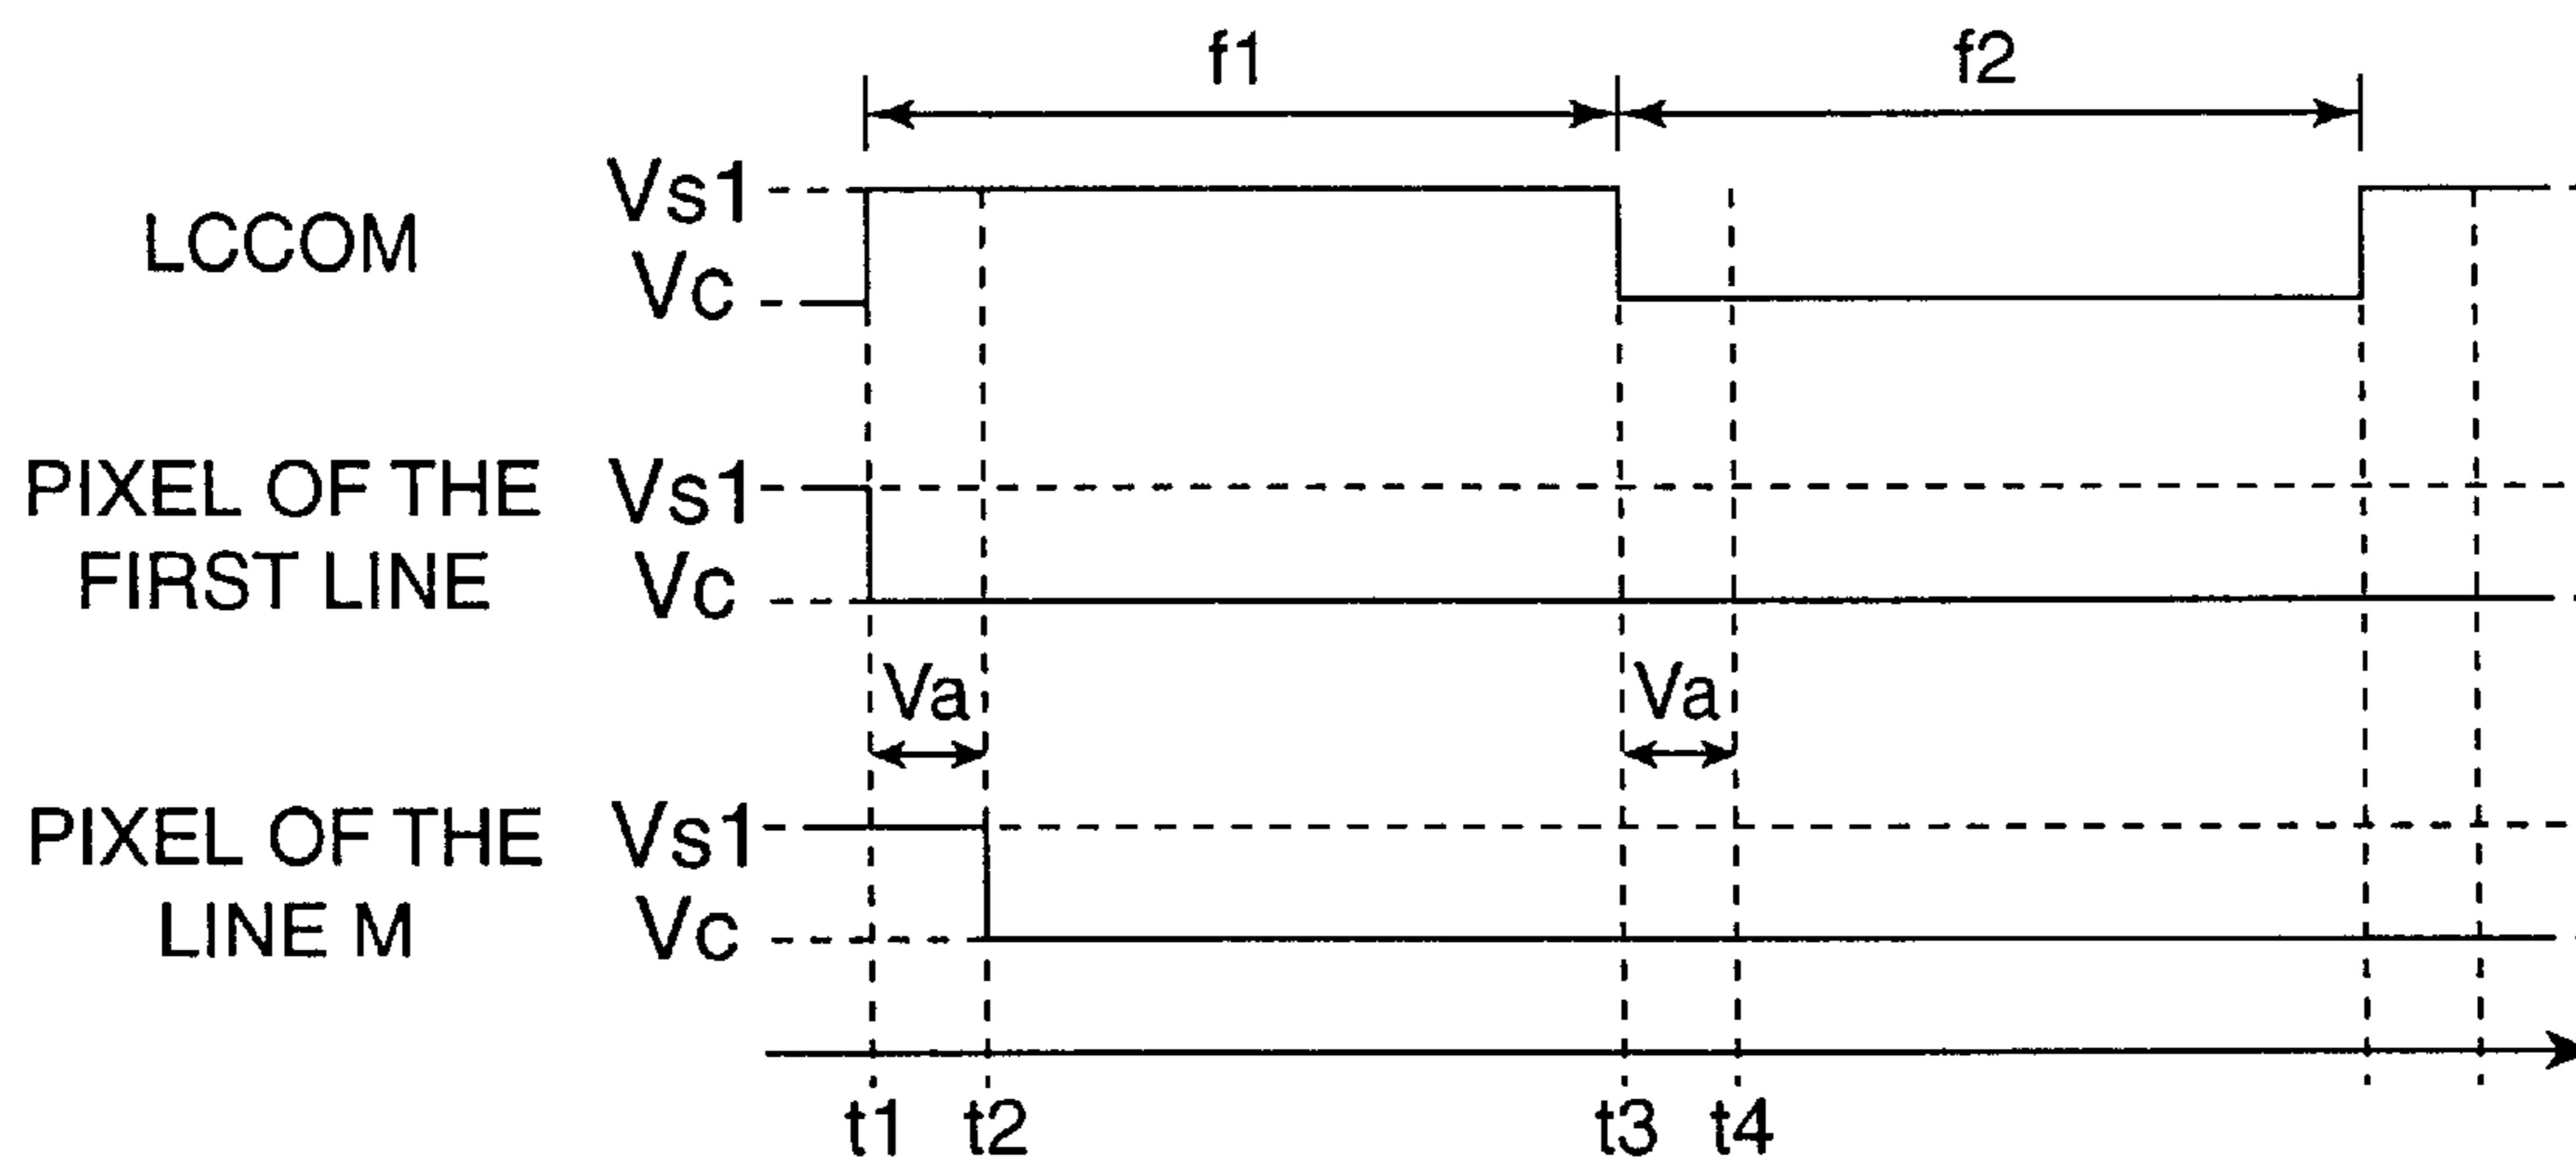 f1 f2
Vs1
LCCOM
Vc
PIXEL OF THE Vs1
FIRST LINE Vc
Va Va
PIXEL OF THE Vs1
LINE M Vc
t1 t2 t3 t4